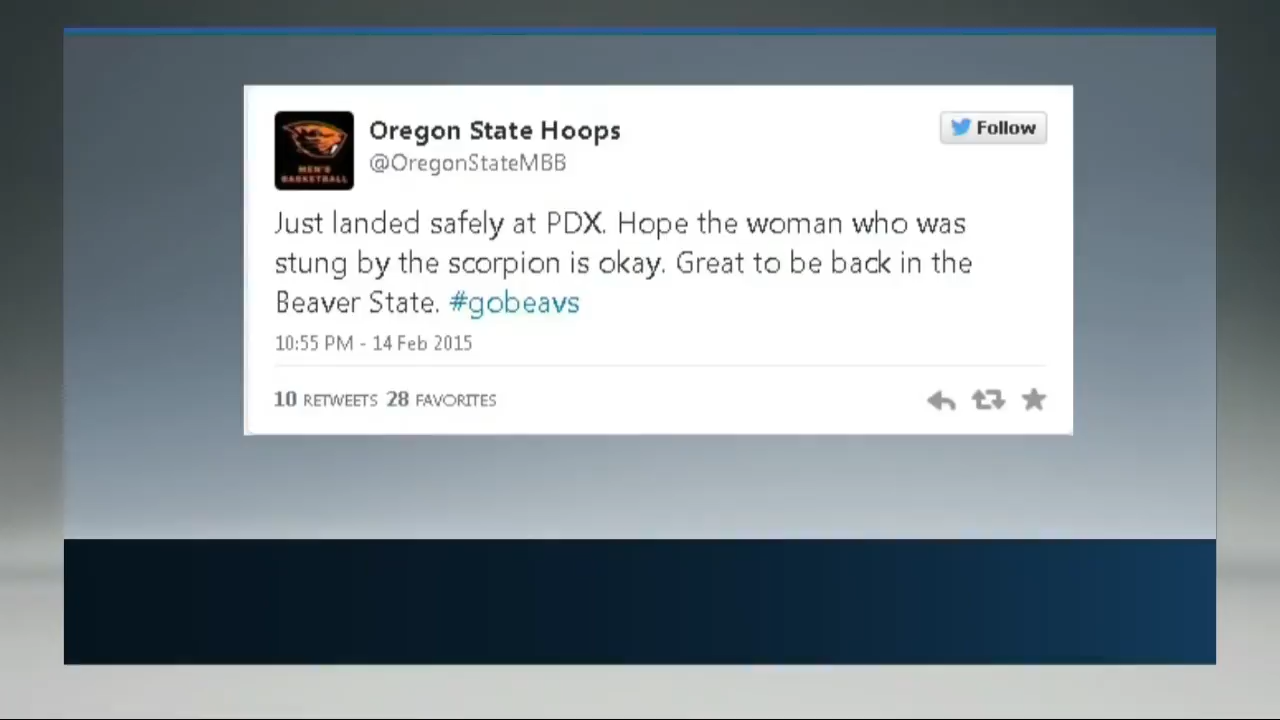 Oregon State Hoops
@OregonStateMBB
Follow
MEN'S
BASKETBALL
Just landed safely at PDX. Hope the woman who was
stung by the scorpion is okay. Great to be back in the
Beaver State. #gobeavs
10:55 PM - 14 Feb 2015
10 RETWEETS 28 FAVORITES